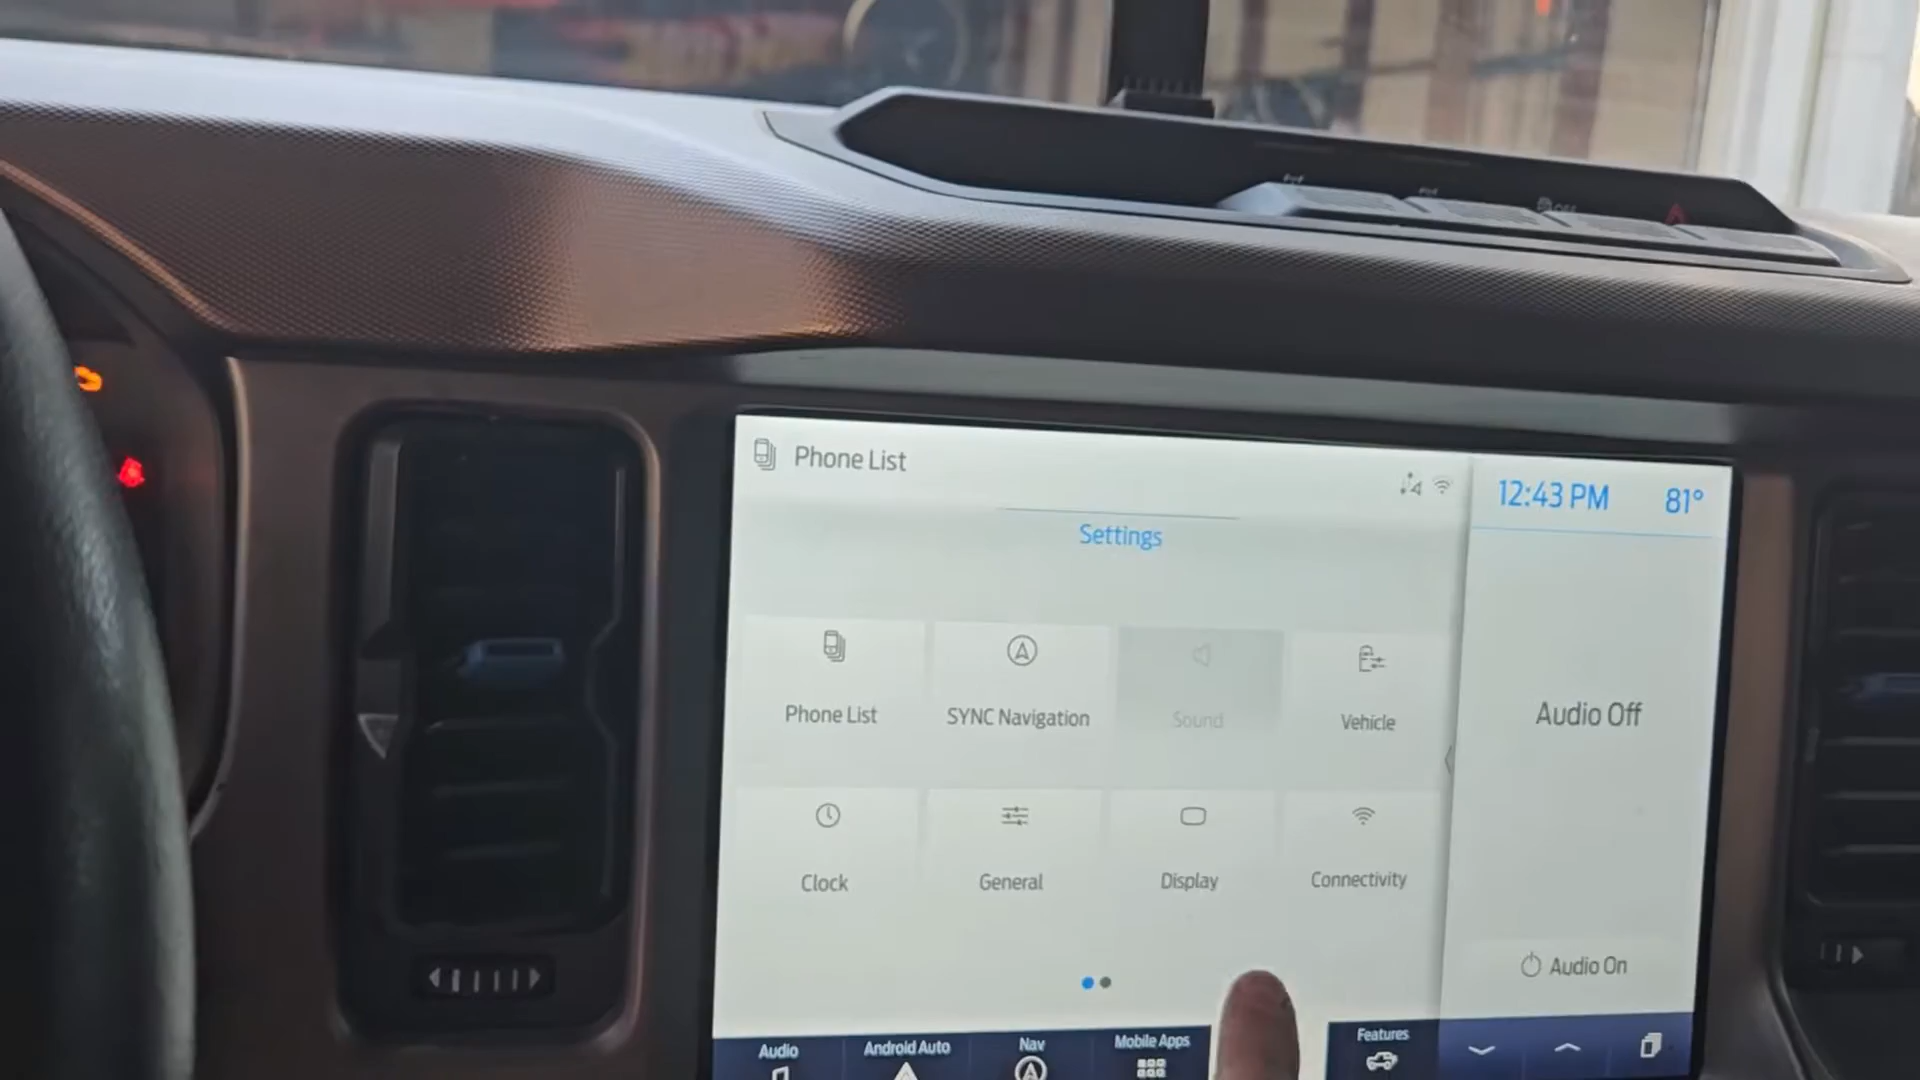 OFF
Phone List
12:43 PM
81°
Settings
Phone List
SYNC Navigation
Sound
Vehicle
Audio Off
Clock
General
Display
Connectivity
Audio On
Audio
Android Auto
Nav
Mobile Apps
Features